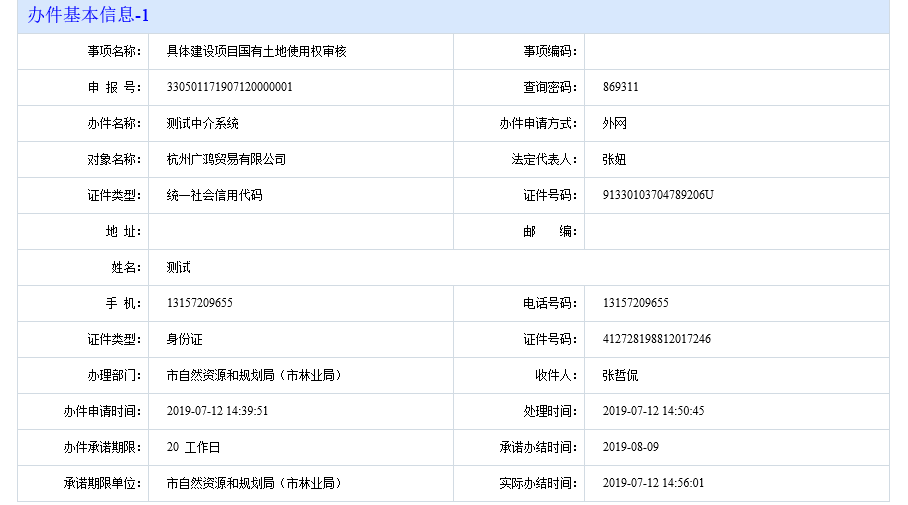 办件基本信息-1
事项名称： 具体建设项目国有土地使用权审核 事项编码：
申 报 号： 330501171907120000001 查询密码： 869311
办件名称： 测试中介系统 办件申请方式： 外网
对象名称： 杭州广鸿贸易有限公司 法定代表人： 张妞
证件类型： 统一社会信用代码 证件号码： 91330103704789206U
地 址： 邮 编：
姓名： 测试
手 机： 13157209655 电话号码： 13157209655
证件类型： 身份证 证件号码： 412728198812017246
办理部门： 市自然资源和规划局（市林业局） 收件人： 张哲侃
办件申请时间： 2019-07-12 14:39:51 处理时间： 2019-07-12 14:50:45
办件承诺期限： 20 工作日 承诺办结时间： 2019-08-09
承诺期限单位： 市自然资源和规划局（市林业局） 实际办结时间： 2019-07-12 14:56:01